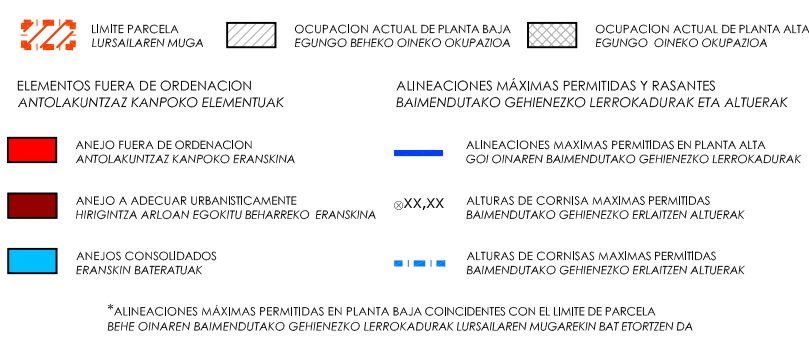 LIMITE PARCELA
LURSAILAREN MUGA
OCUPACION ACTUAL DE PLANTA BAJA
EGUNGO BEHEKO OINEKO OKUPAZIOA
OCUPACION ACTUAL DE PLANTA ALTA
EGUNGO OINEKO OKUPAZIOA
ELEMENTOS FUERA DE ORDENACION
ANTOLAKUNTZAZ KANPOKO ELEMENTUAK
ALINEACIONES MÁXIMAS PERMITIDAS Y RASANTES
BAIMENDUTAKO GEHIENEZKO LERROKADURAK ETA ALTUERAK
ANEJO FUERA DE ORDENACION
ANTOLAKUNTZAZ KANPOKO ERANSKINA
ALINEACIONES MAXIMAS PERMITIDAS EN PLANTA ALTA
GOI OINAREN BAIMENDUTAKO GEHIENEZKO LERROKADURAK
ANEJO A ADECUAR URBANISTICAMENTE
HIRIGINTZA ARLOAN EGOKITU BEHARREKO ERANSKINA
⊗XX,XX
ALTURAS DE CORNISA MAXIMAS PERMITIDAS
BAIMENDUTAKO GEHIENEZKO ERLAITZEN ALTUERAK
ANEJOS CONSOLIDADOS
ERANSKIN BATERATUAK
ALTURAS DE CORNISAS MAXIMAS PERMITIDAS
BAIMENDUTAKO GEHIENEZKO ERLAITZEN ALTUERAK
*ALINEACIONES MÁXIMAS PERMITIDAS EN PLANTA BAJA COINCIDENTES CON EL LIMITE DE PARCELA
BEHE OINAREN BAIMENDUTAKO GEHIENEZKO LERROKADURAK LURSAILAREN MUGAREKIN BAT ETORTZEN DA